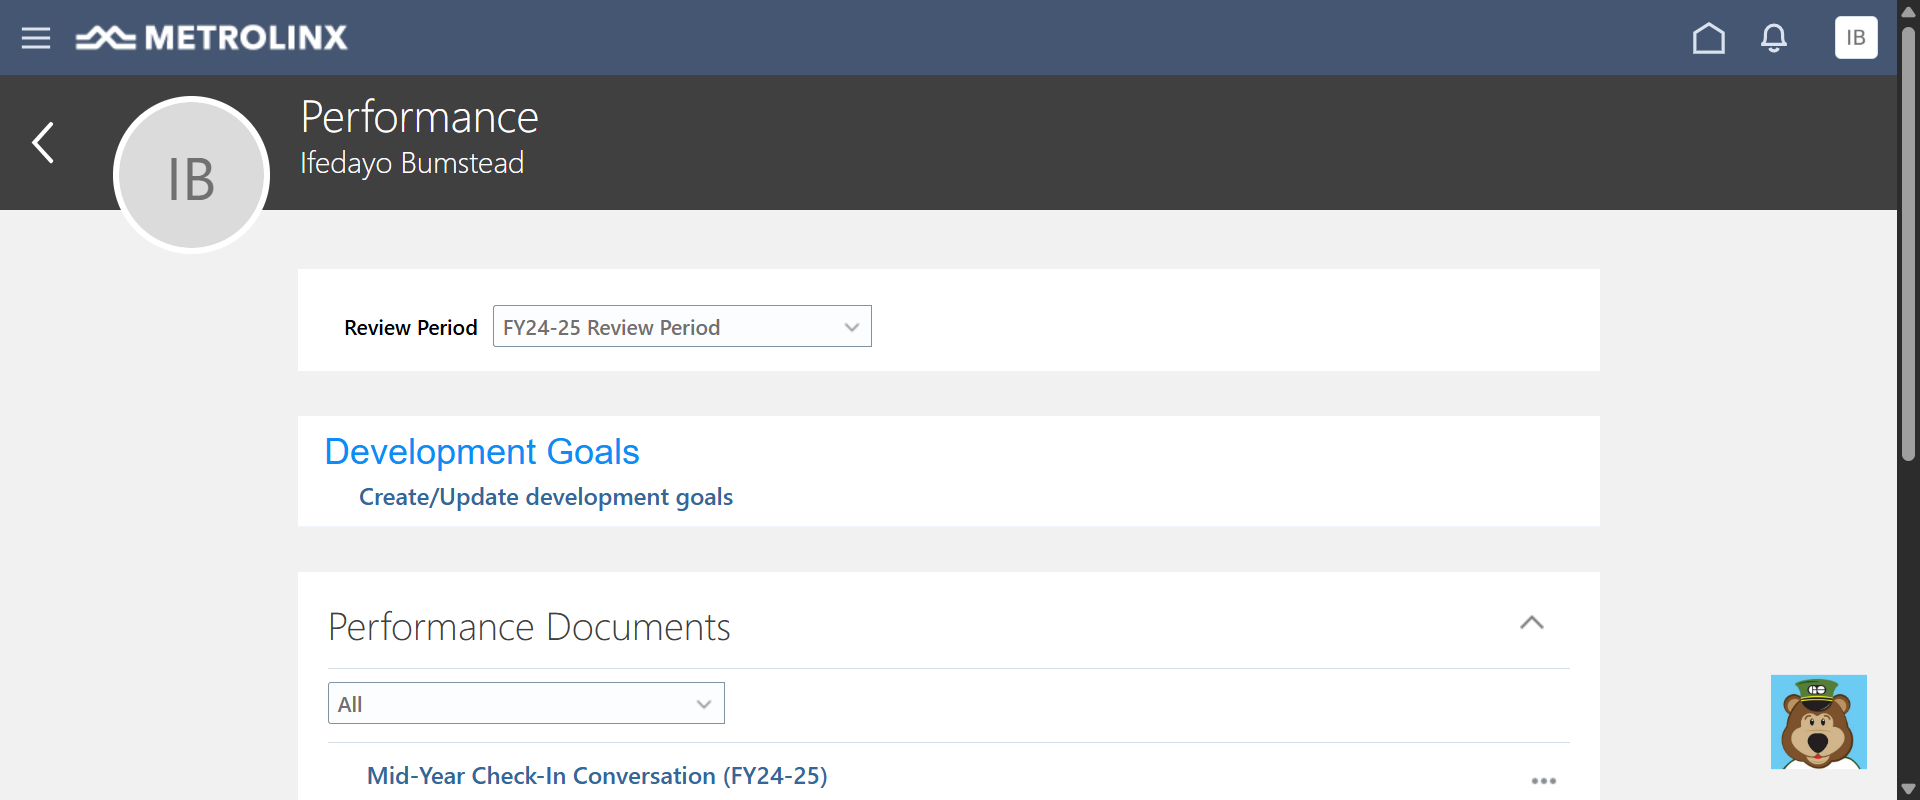 METROLINX
IB
IB
Performance
Ifedayo Bumstead
Review Period
FY24-25 Review Period
Development Goals
Create/Update development goals
Performance Documents
All
GO
Mid-Year Check-In Conversation (FY24-25)